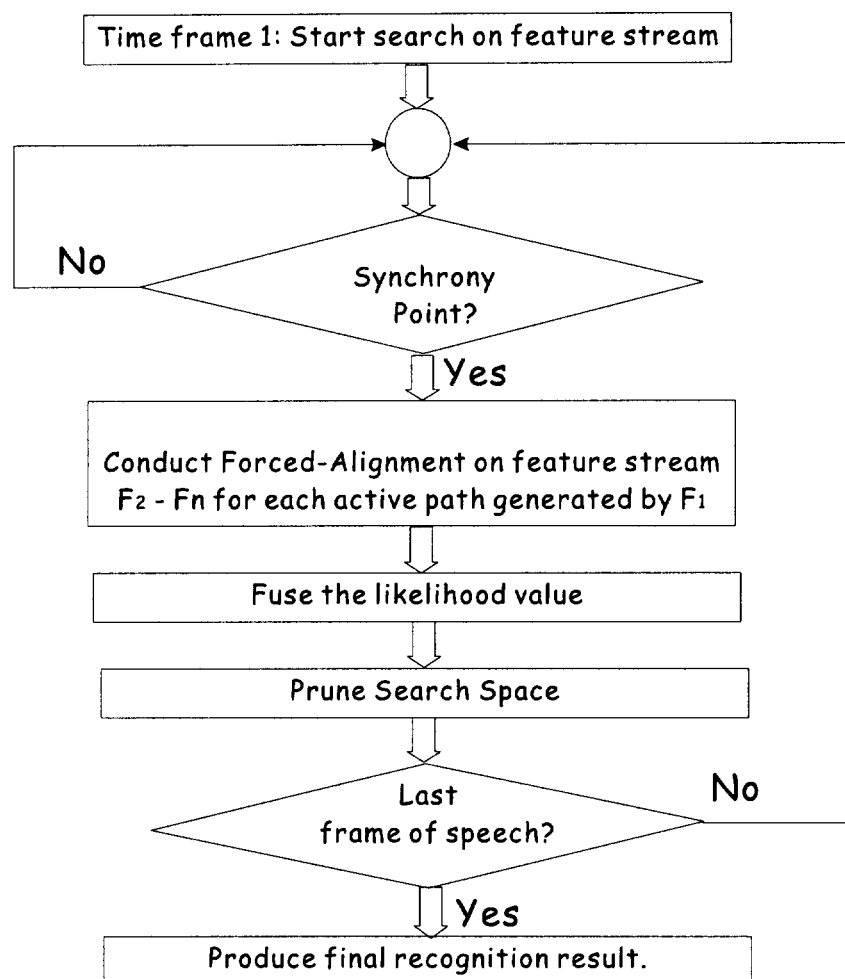 Time frame 1: Start search on feature stream
No
Synchrony
Point?
Yes
Conduct Forced-Alignment on feature stream
F2 - Fn for each active path generated by F1
Fuse the likelihood value
Prune Search Space
Last
frame of speech?
No
Yes
Produce final recognition result.